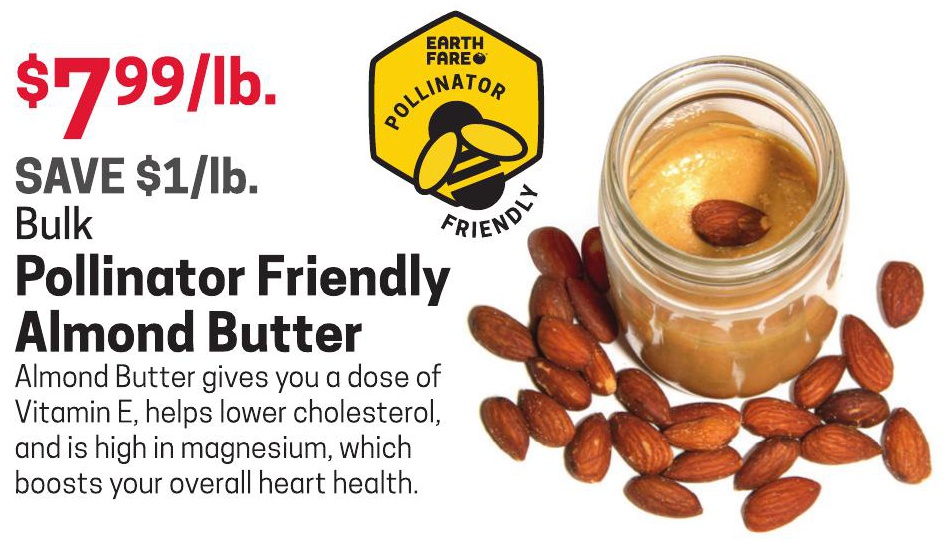 $7.99/lb.
SAVE $1/lb.
Bulk
Pollinator Friendly
Almond Butter
Almond Butter gives you a dose of
Vitamin E, helps lower cholesterol,
and is high in magnesium, which
boosts your overall heart health.
EARTH
FARE
POLLINATOR
FRIENDLY